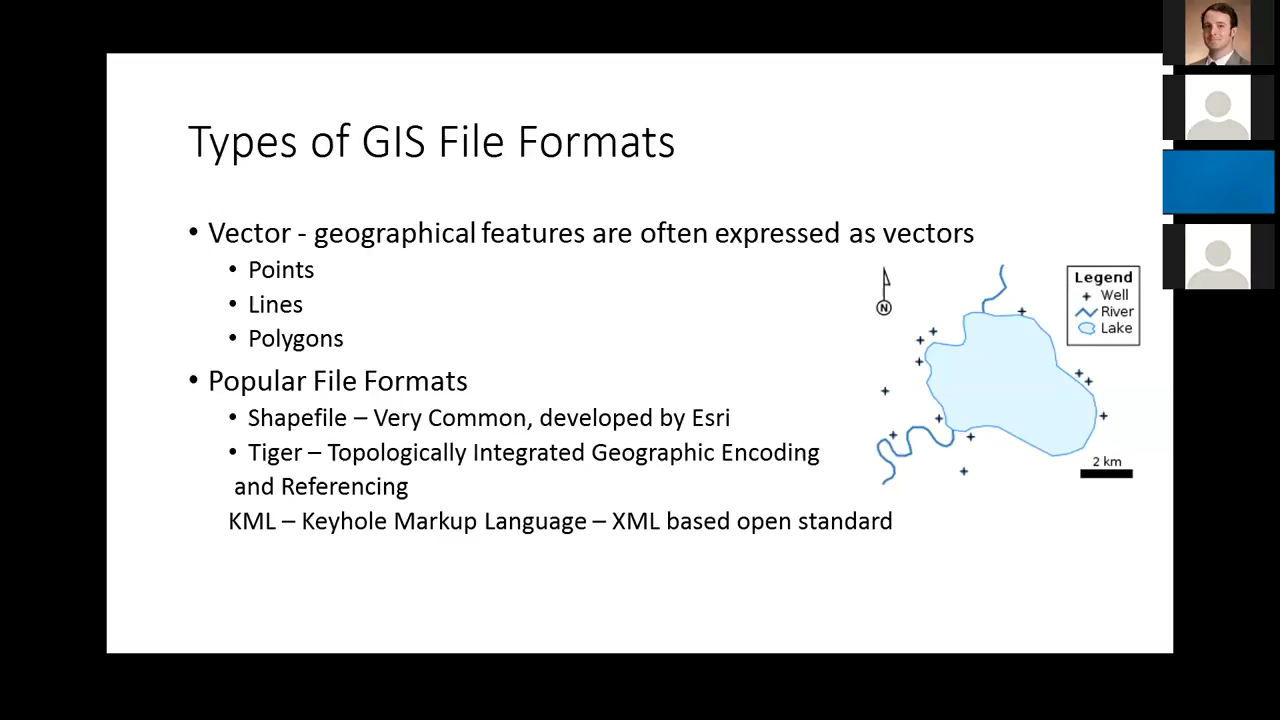 Types of GIS File Formats
• Vector - geographical features are often expressed as vectors
• Points
• Lines
• Polygons
• Popular File Formats
• Shapefile – Very Common, developed by Esri
• Tiger – Topologically Integrated Geographic Encoding
and Referencing
KML – Keyhole Markup Language – XML based open standard
N
Legend
Well
River
Lake
2 km